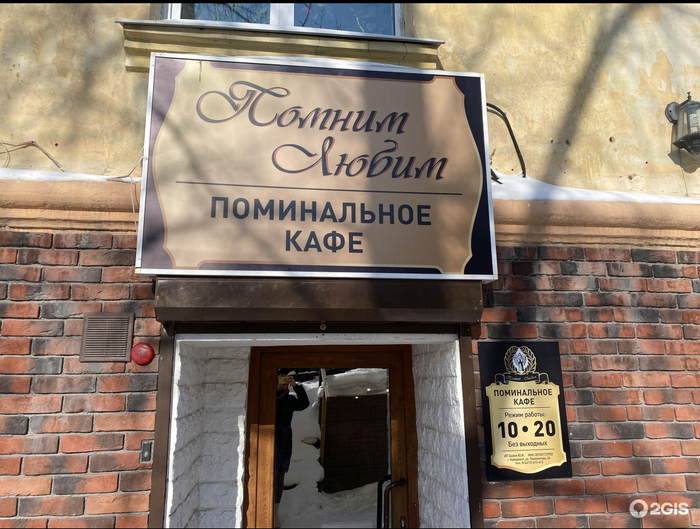 Помним
Любим
ПОМИНАЛЬНОЕ
КАФЕ
ПОМИНАЛЬНОЕ
КАФЕ
Режим работы:
10 • 20
Без выходных
2GIS